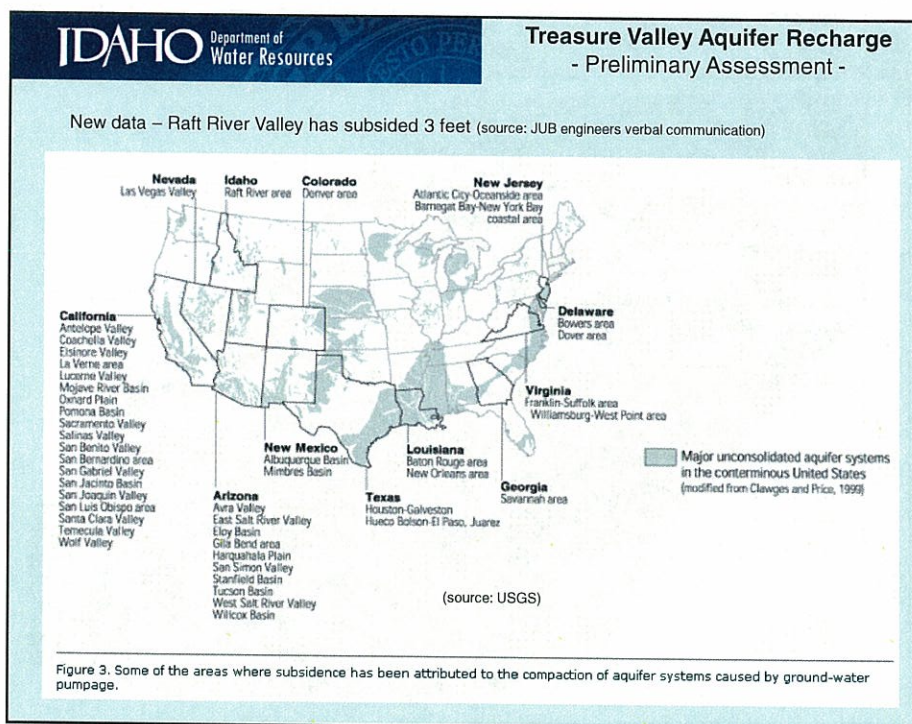 IDAHO Department of
Water Resources
Treasure Valley Aquifer Recharge
- Preliminary Assessment -
New data – Raft River Valley has subsided 3 feet (source: JUB engineers verbal communication)
Nevada
Las Vegas Valley
Idaho
Raft River area
Colorado
Denver area
New Jersey
Atlantic City-Oceanside area
Barnegat Bay-New York Bay
coastal area
Delaware
Bowers area
Dover area
California
Antelope Valley
Coachella Valley
Elsinore Valley
La Verne area
Lucerne Valley
Mojave River Basin
Oxnard Plain
Pomona Basin
Sacramento Valley
Salinas Valley
San Benito Valley
San Bernardino area
San Gabriel Valley
San Jacinto Basin
San Joaquin Valley
San Luis Obispo area
Santa Clara Valley
Temecula Valley
Wolf Valley
Virginia
Franklin-Suffolk area
Williamsburg-West Point area
New Mexico
Albuquerque Basin
Mimbres Basin
Louisiana
Baton Rouge area
New Orleans area
Major unconsolidated aquifer systems
in the conterminous United States
(modified from Clawges and Price, 1999)
Georgia
Savannah area
Arizona
Avra Valley
East Salt River Valley
Eloy Basin
Gila Bend area
Harquahala Plain
San Simon Valley
Stanfield Basin
Tucson Basin
West Salt River Valley
Willcox Basin
Texas
Houston-Galveston
Hueco Bolson-El Paso, Juarez
(source: USGS)
Figure 3. Some of the areas where subsidence has been attributed to the compaction of aquifer systems caused by ground-water
pumpage.